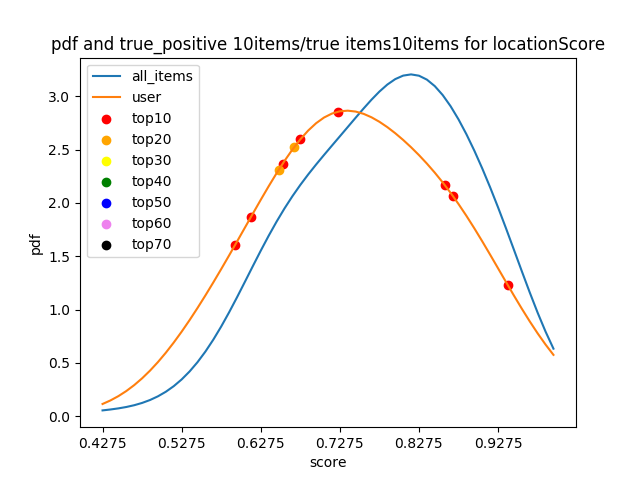 pdf and true_positive 10items/true items10items for locationScore
all_items
user
top10
top20
top30
top40
top50
top60
top70
pdf
3.0
2.5
2.0
1.5
1.0
0.5
0.0
0.4275 0.5275 0.6275 0.7275 0.8275 0.9275
score